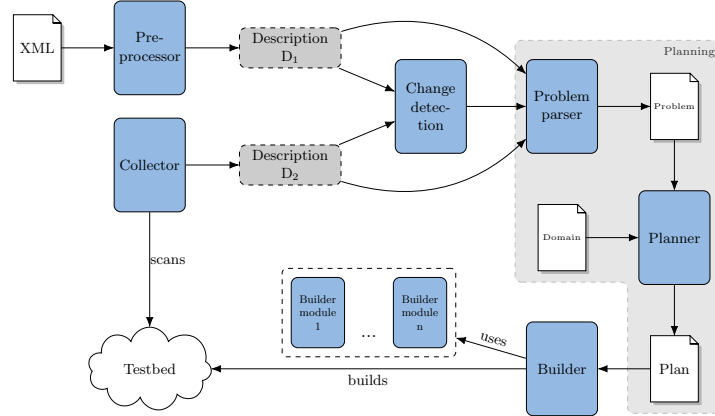 XML
Pre-
processor
Description
D1
Planning
Change
detec-
tion
Problem
parser
Problem
Collector
Description
D2
Domain
Planner
scans
Builder
module
1
...
Builder
module
n
uses
Testbed
builds
Builder
Plan